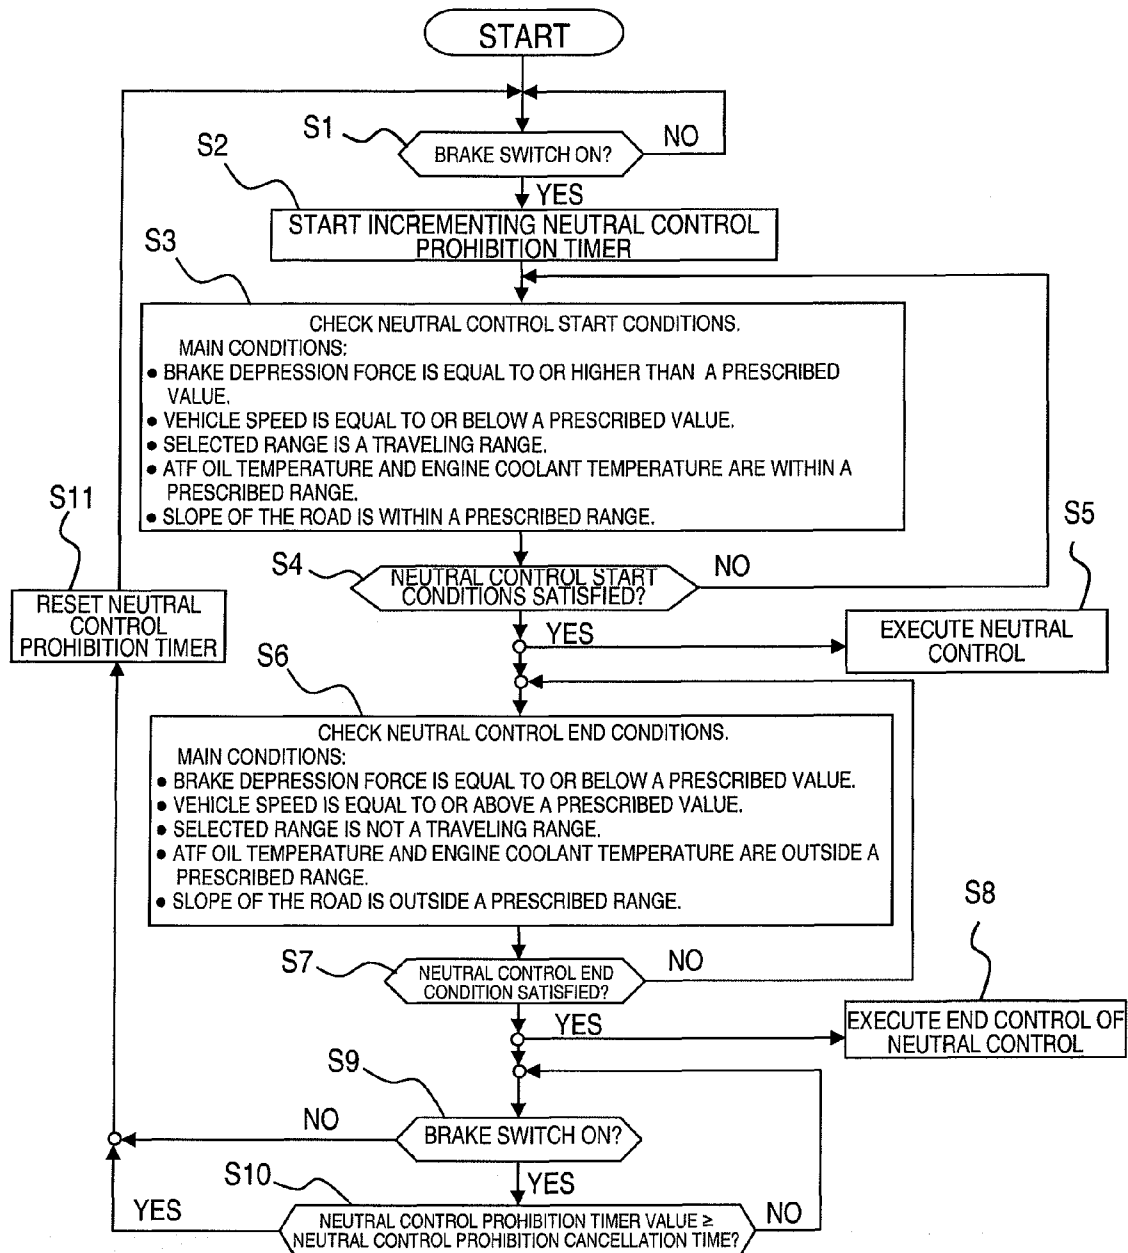 START
S1
BRAKE SWITCH ON?
NO
YES
S2
START INCREMENTING NEUTRAL CONTROL
PROHIBITION TIMER
S3
CHECK NEUTRAL CONTROL START CONDITIONS.
MAIN CONDITIONS:
● BRAKE DEPRESSION FORCE IS EQUAL TO OR HIGHER THAN A PRESCRIBED
VALUE.
● VEHICLE SPEED IS EQUAL TO OR BELOW A PRESCRIBED VALUE.
● SELECTED RANGE IS A TRAVELING RANGE.
● ATF OIL TEMPERATURE AND ENGINE COOLANT TEMPERATURE ARE WITHIN A
PRESCRIBED RANGE.
● SLOPE OF THE ROAD IS WITHIN A PRESCRIBED RANGE.
S11
RESET NEUTRAL
CONTROL
PROHIBITION TIMER
S4
NEUTRAL CONTROL START
CONDITIONS SATISFIED?
NO
YES
S5
EXECUTE NEUTRAL
CONTROL
S6
CHECK NEUTRAL CONTROL END CONDITIONS.
MAIN CONDITIONS:
● BRAKE DEPRESSION FORCE IS EQUAL TO OR BELOW A PRESCRIBED VALUE.
● VEHICLE SPEED IS EQUAL TO OR ABOVE A PRESCRIBED VALUE.
● SELECTED RANGE IS NOT A TRAVELING RANGE.
● ATF OIL TEMPERATURE AND ENGINE COOLANT TEMPERATURE ARE OUTSIDE A
PRESCRIBED RANGE.
● SLOPE OF THE ROAD IS OUTSIDE A PRESCRIBED RANGE.
S7
NEUTRAL CONTROL END
CONDITION SATISFIED?
NO
YES
S8
EXECUTE END CONTROL OF
NEUTRAL CONTROL
S9
BRAKE SWITCH ON?
NO
YES
S10
NEUTRAL CONTROL PROHIBITION TIMER VALUE ≥
NEUTRAL CONTROL PROHIBITION CANCELLATION TIME?
YES
NO